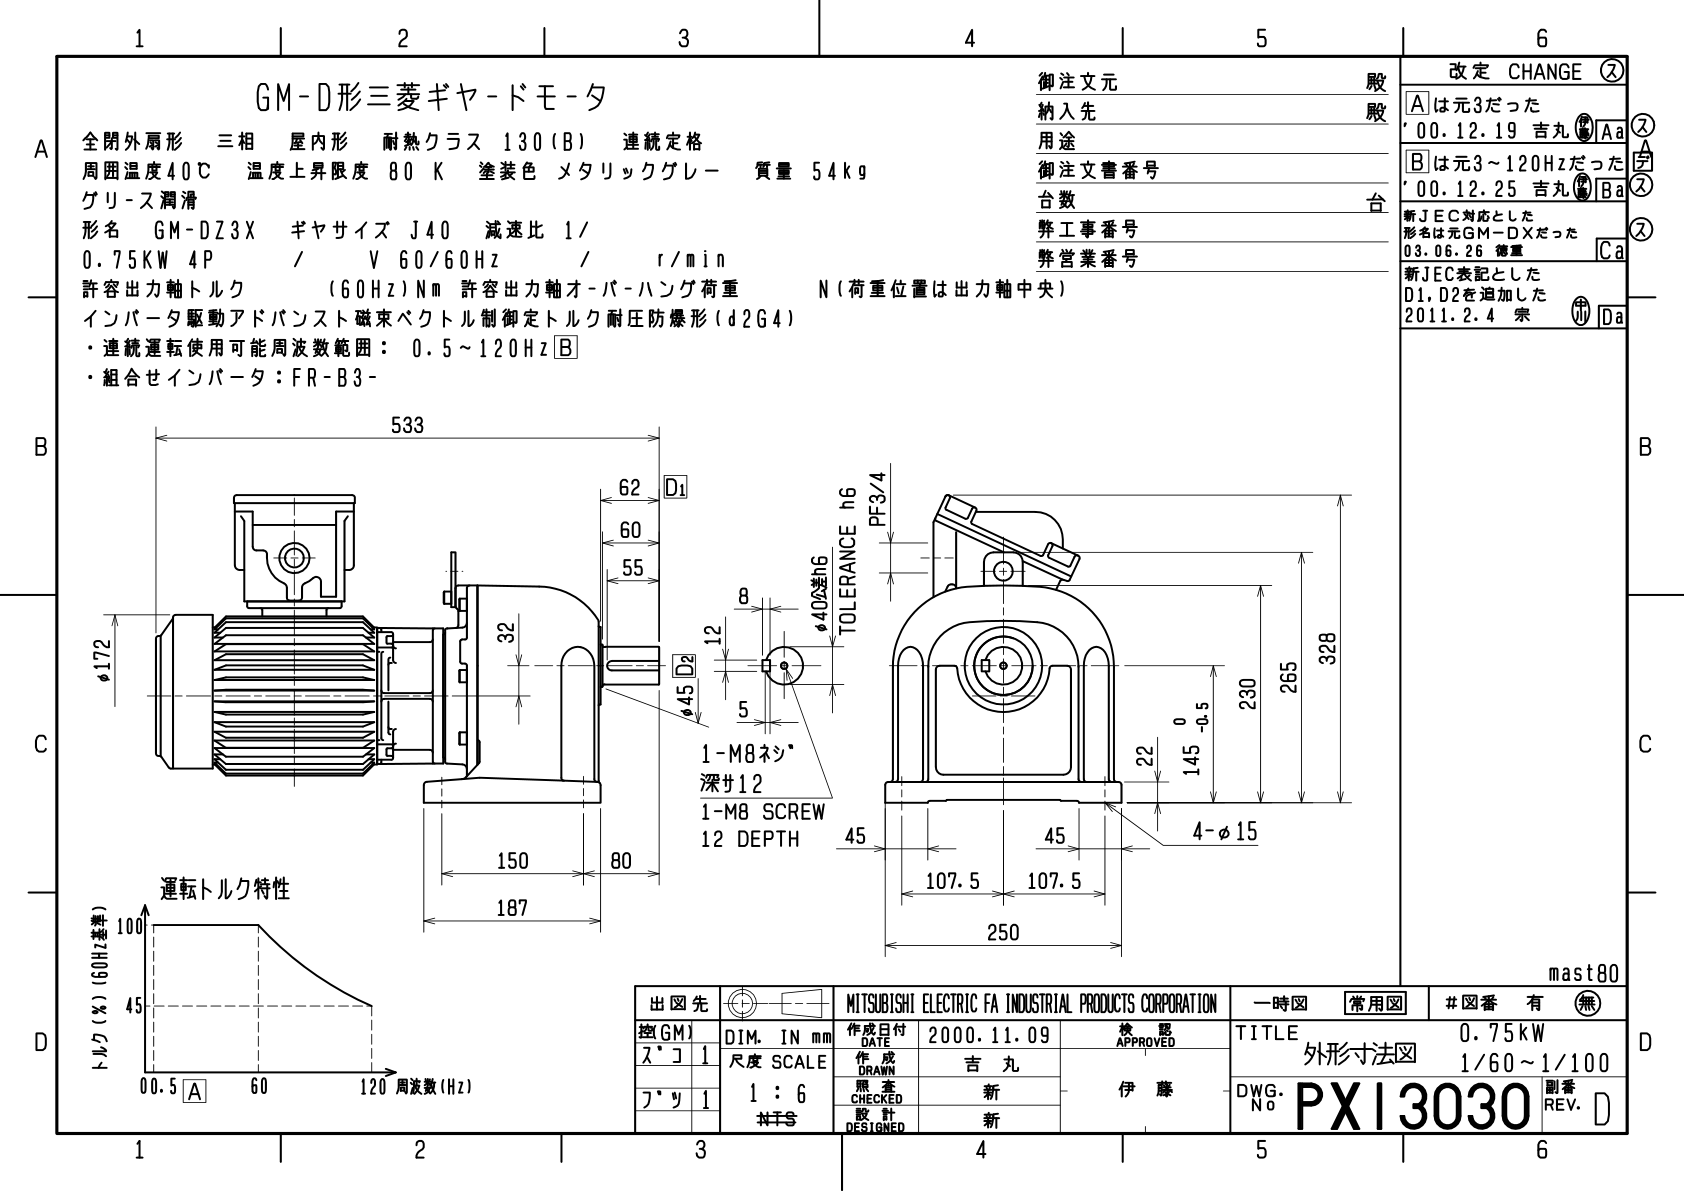 1 2 3 4 5 6
GM-D形三菱ギヤードモータ
全閉外扇形 三相 屋内形 耐熱クラス 130(B) 連続定格
周囲温度40℃ 温度上昇限度 80 K 塗装色 メタリックグレー 質量 54kg
グリース潤滑
形名 GM-DZ3X ギヤサイズ J40 減速比 1/
0.75KW 4P / V 60/60Hz / r/min
許容出力軸トルク (60Hz)Nm 許容出力軸オーバーハング荷重 N(荷重位置は出力軸中央)
インバータ駆動アドバンスト磁束ベクトル制御定トルク耐圧防爆形(d2G4)
・連続運転使用可能周波数範囲: 0.5~120Hz B
・組合せインバータ:FR-B3-
御注文元 殿
納入先 殿
用途
御注文書番号
台数 台
弊工事番号
弊営業番号
改定 CHANGE ス
Aは元3だった
'00.12.19 吉丸 伊藤 Aa ス
Bは元3~120Hzだった
'00.12.25 吉丸 伊藤 Ba ス
新JEC対応とした
形名は元GM-DXだった
03.06.26 徳重 Ca ス
新JEC表記とした
D1,D2を追加した
2011.2.4 宗 Da
A
B
C
D
A
B
C
D
533
62 D1
60
55
φ172
32
D2
φ45
150 80
187
8
12
5
φ40公差h6
TOLERANCE h6
1-M8ネジ
深サ12
1-M8 SCREW
12 DEPTH
PF3/4
328
265
230
145 0 -0.5
22
4-φ15
45 45
107.5 107.5
250
運転トルク特性
トルク(%)(60Hz基準)
100
45
0 0.5 A 60 120 周波数(Hz)
mast80
出図先
控(GM)
スコ 1
ブツ 1
DIM. IN mm
尺度 SCALE
1 : 6
NTS
MITSUBISHI ELECTRIC FA INDUSTRIAL PRODUCTS CORPORATION
作成日付 DATE 2000.11.09
作成 DRAWN 吉丸
照査 CHECKED 新
設計 DESIGNED 新
検認 APPROVED
伊藤
一時図 常用図 #図番 有 無
TITLE
外形寸法図
0.75kW
1/60~1/100
DWG. No PX13030
副番 REV. D
1 2 3 4 5 6